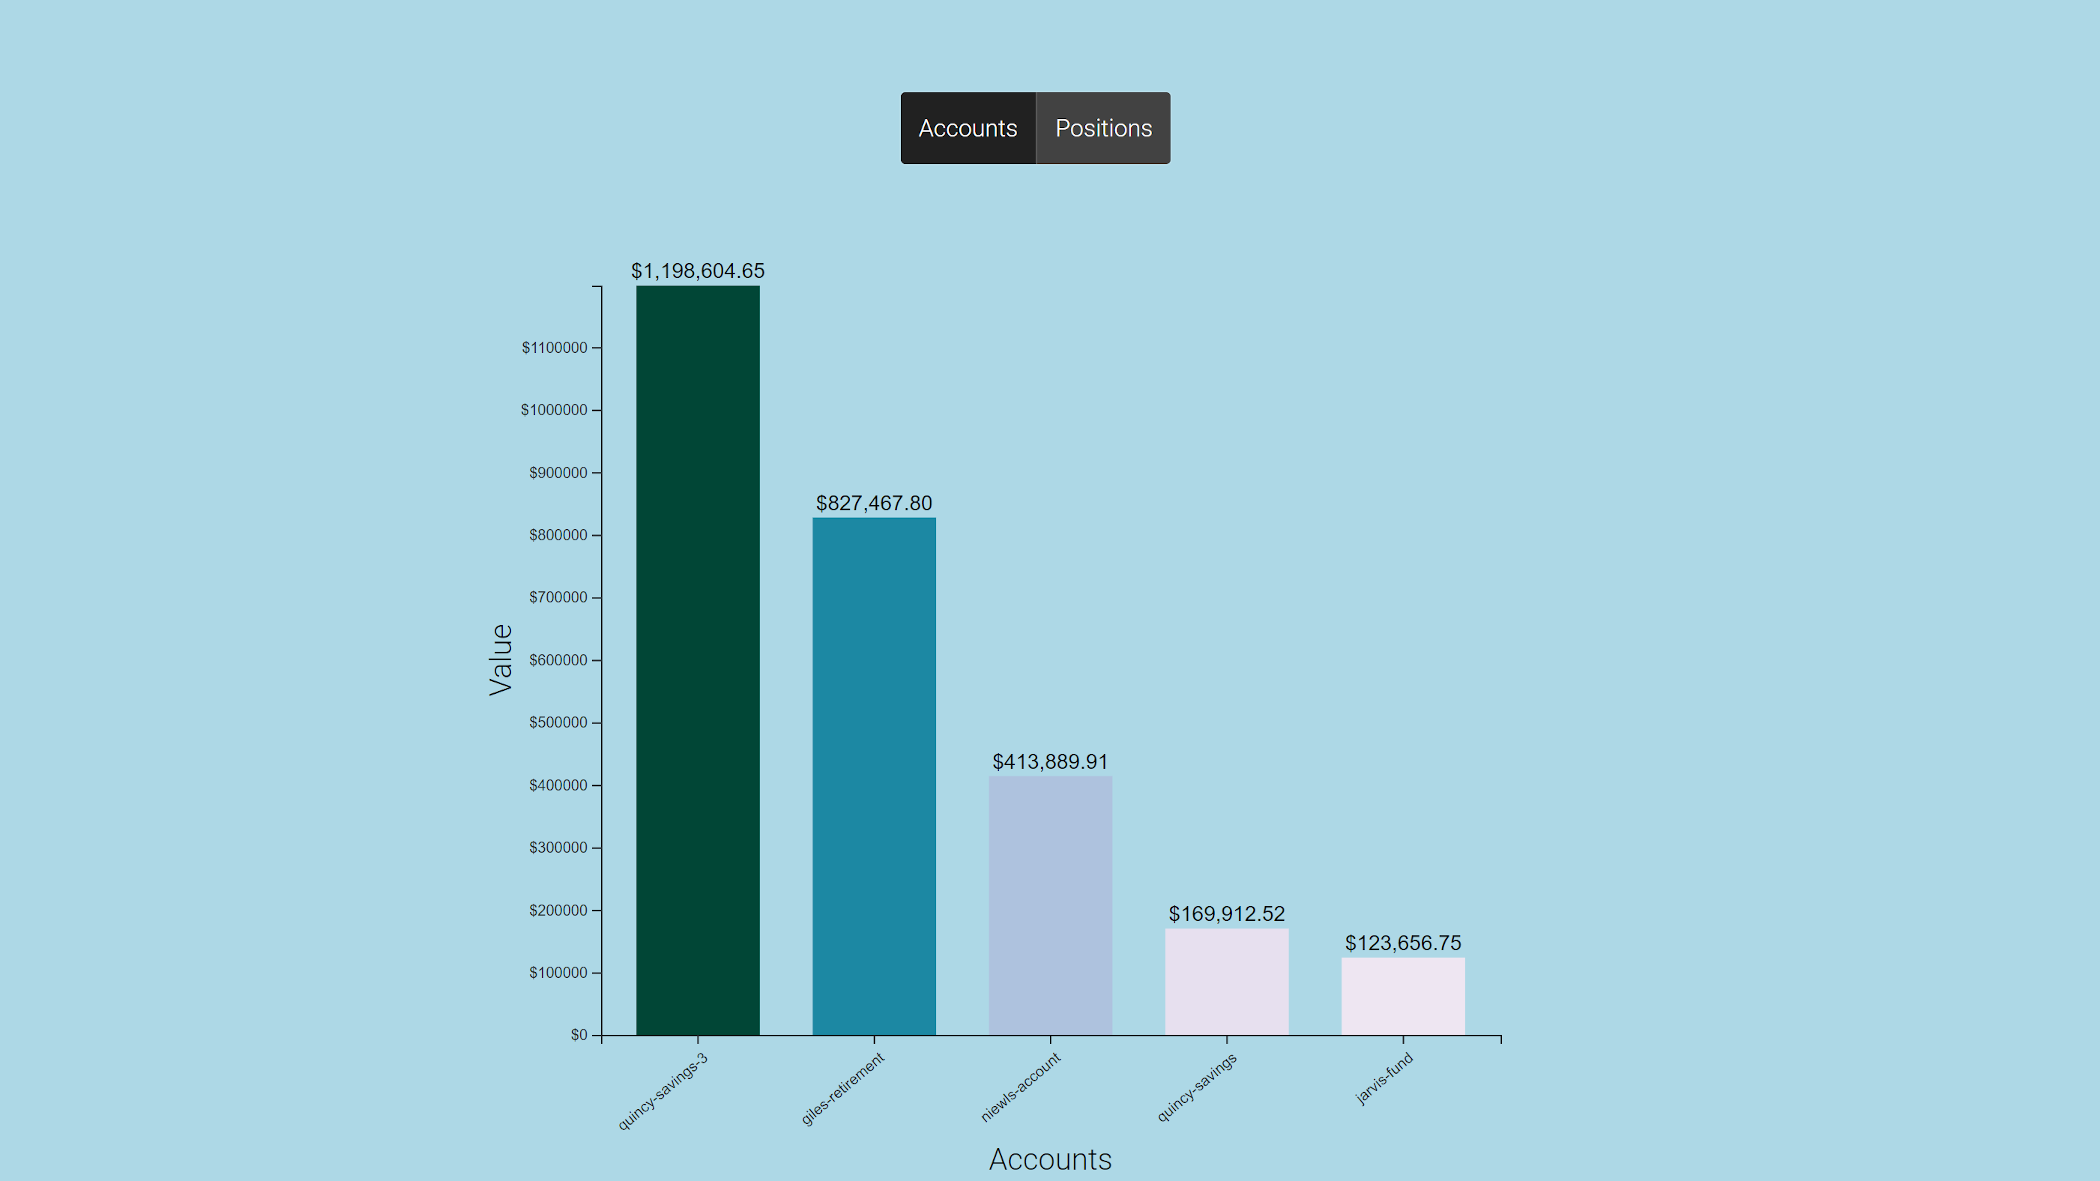 Accounts
Positions
$1,198,604.65
$1100000
$1000000
$900000
$827,467.80
$800000
$700000
Value
$600000
$500000
$413,889.91
$400000
$300000
$200000
$169,912.52
$123,656.75
$100000
$0
quincy-savings-3
giles-retirement
niewls-account
quincy-savings
jarvis-fund
Accounts